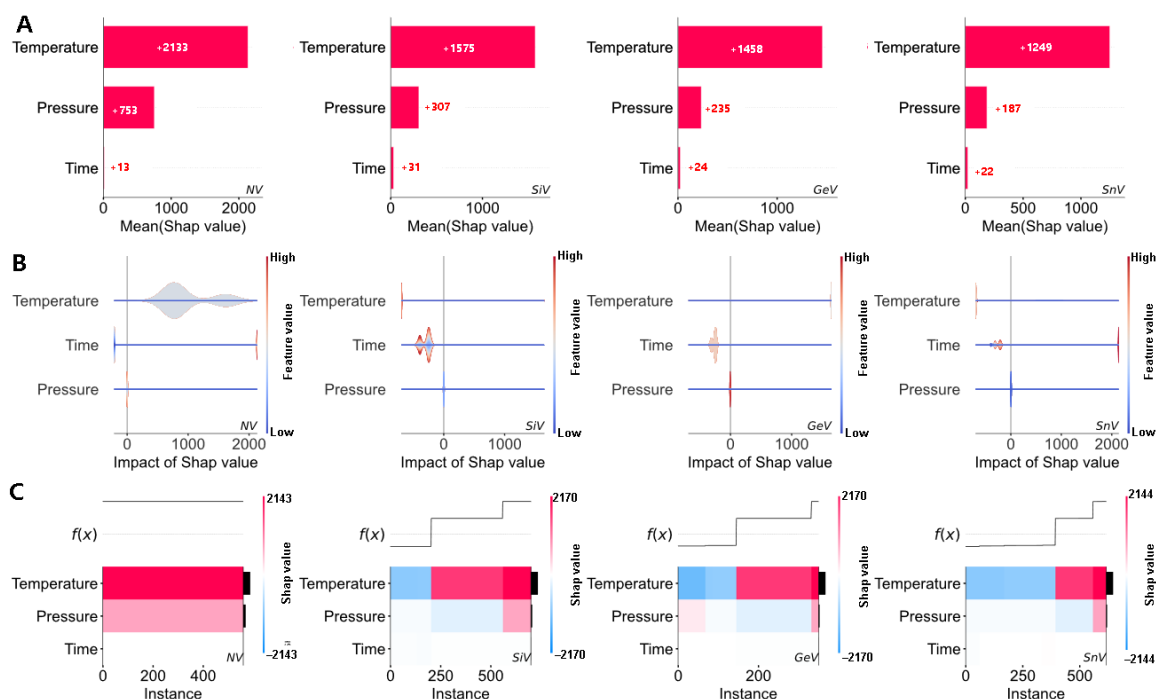 A
Temperature
+2133
Pressure
+753
Time
+13
NV
0 1000 2000
Mean(Shap value)
Temperature
+1575
Pressure
+307
Time
+31
SiV
0 1000
Mean(Shap value)
Temperature
+1458
Pressure
+235
Time
+24
GeV
0 1000
Mean(Shap value)
Temperature
+1249
Pressure
+187
Time
+22
SnV
0 500 1000
Mean(Shap value)
B
High
Temperature
Time
Feature value
Pressure
NV
Low
0 1000 2000
Impact of Shap value
High
Temperature
Time
Feature value
Pressure
SiV
Low
0 1000
Impact of Shap value
High
Temperature
Time
Feature value
Pressure
GeV
Low
0 1000
Impact of Shap value
High
Temperature
Time
Feature value
Pressure
SnV
Low
0 1000 2000
Impact of Shap value
C
2143
f(x)
Temperature
Shap value
Pressure
Time
NV
−2143
0 200 400
Instance
2170
f(x)
Temperature
Shap value
Pressure
Time
SiV
−2170
0 500
Instance
2170
f(x)
Temperature
Shap value
Pressure
Time
GeV
−2170
0 200
Instance
2144
f(x)
Temperature
Shap value
Pressure
Time
SnV
−2144
0 250 500
Instance